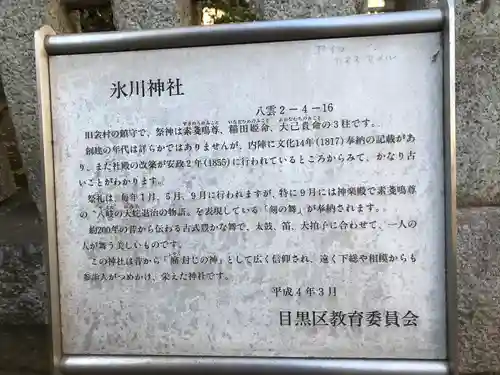 氷川神社
八雲2-4-16
旧衾村の鎮守で、祭神は素戔嗚尊、稲田姫命、大己貴命の3柱です。
創建の年代は詳らかではありませんが、内陣に文化14年(1817)奉納の記載があ
り、また社殿の改築が安政2年(1855)に行われているところからみて、かなり古
いことがわかります。
祭礼は、毎年1月、5月、9月に行われますが、特に9月には神楽殿で素戔嗚尊
の"八岐の大蛇退治の物語"を表現している「剣の舞」が奉納されます。
約200年の昔から伝わる古式豊かな舞で、太鼓、笛、大拍子に合わせて、一人の
人が舞う美しいものです。
この神社は昔から「癪封じの神」として広く信仰され、遠く下総や相模からも
参詣人がつめかけ、栄えた神社です。
平成4年3月
目黒区教育委員会